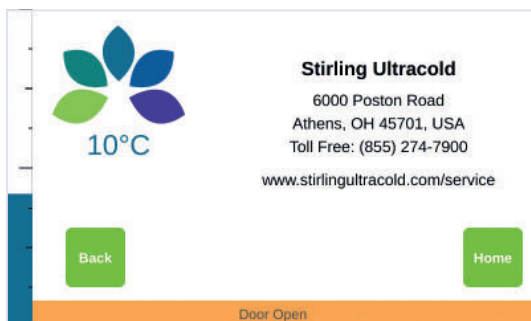 10°C
Stirling Ultracold
6000 Poston Road
Athens, OH 45701, USA
Toll Free: (855) 274-7900
www.stirlingultracold.com/service
Back
Home
Door Open